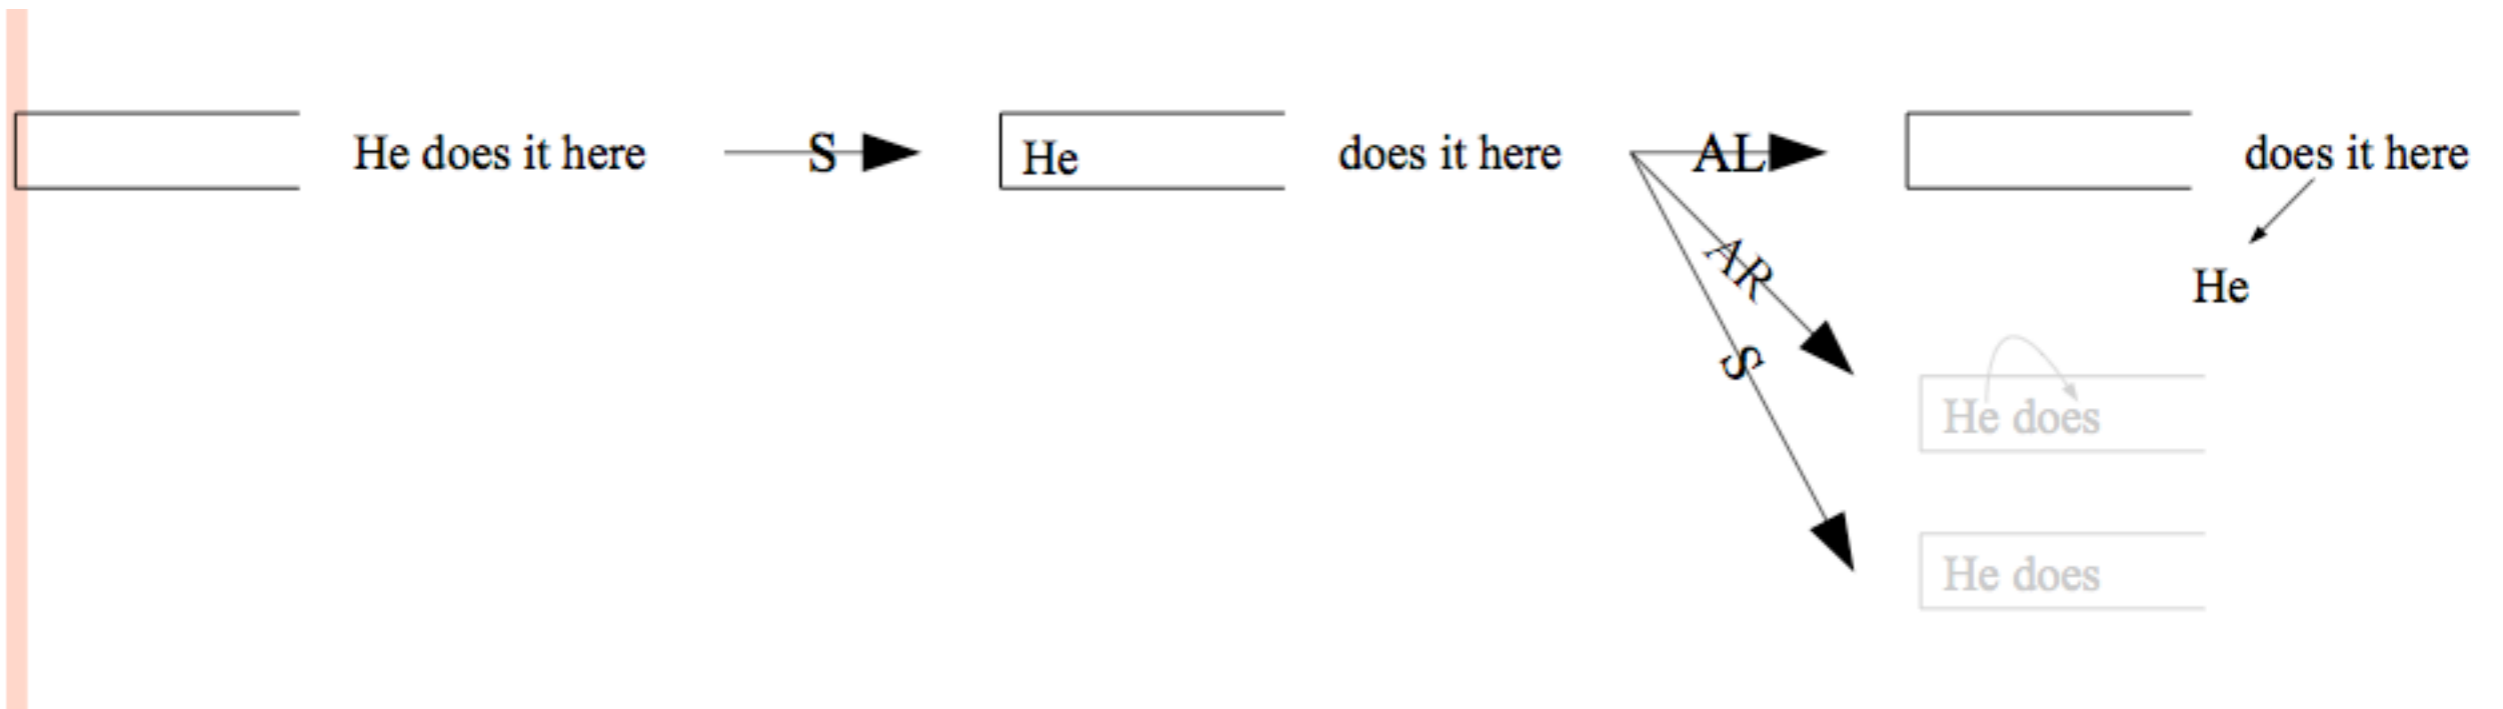 He does it here S He does it here AL does it here
He
AR
S
He does
He does